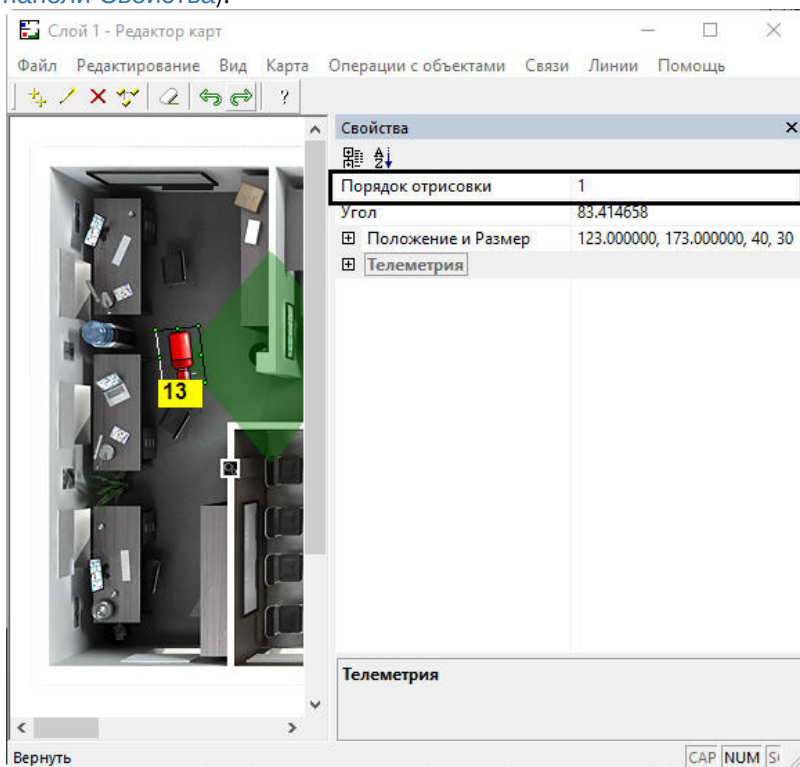 панели Свойства).
Слой 1 - Редактор карт
Файл Редактирование Вид Карта Операции с объектами Связи Линии Помощь
?
Свойства
Порядок отрисовки 1
Угол 83.414658
Положение и Размер 123.000000, 173.000000, 40, 30
Телеметрия
13
Телеметрия
Вернуть CAP NUM